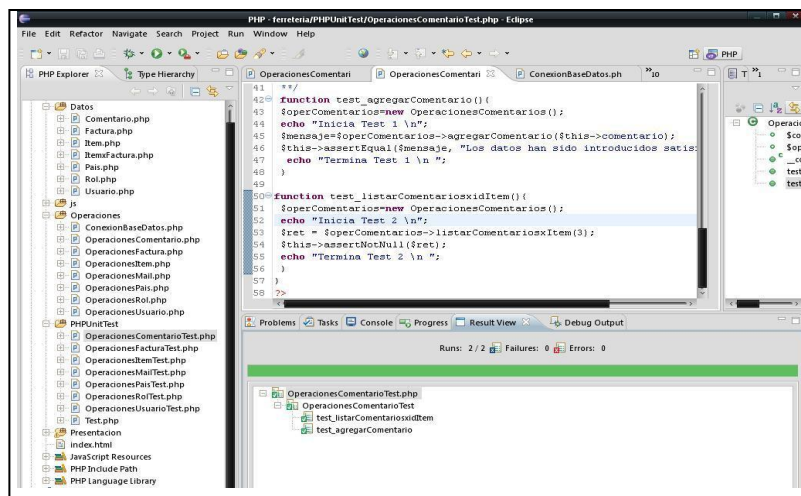 PHP - ferreteria/PHPUnitTest/OperacionesComentarioTest.php - Eclipse
File Edit Refactor Navigate Search Project Run Window Help
PHP
PHP Explorer
Type Hierarchy
Datos
Comentario.php
Factura.php
Item.php
ItemxFactura.php
Pais.php
Rol.php
Usuario.php
js
Operaciones
ConexionBaseDatos.php
OperacionesComentario.php
OperacionesFactura.php
OperacionesItem.php
OperacionesMail.php
OperacionesPais.php
OperacionesRol.php
OperacionesUsuario.php
PHPUnitTest
OperacionesComentarioTest.php
OperacionesFacturaTest.php
OperacionesItemTest.php
OperacionesMailTest.php
OperacionesPaisTest.php
OperacionesRolTest.php
OperacionesUsuarioTest.php
Test.php
Presentacion
index.html
JavaScript Resources
PHP Include Path
PHP Language Library
OperacionesComentari
OperacionesComentari
ConexionBaseDatos.ph
»10
41 **/
42 function test_agregarComentario(){
43 $operComentarios=new OperacionesComentarios();
44 echo "Inicia Test 1 \n";
45 $mensaje=$operComentarios->agregarComentario($this->comentario);
46 $this->assertEqual($mensaje, "Los datos han sido introducidos satis
47 echo "Termina Test 1 \n ";
48 }
49
50 function test_listarComentariosxidItem(){
51 $operComentarios=new OperacionesComentarios();
52 echo "Inicia Test 2 \n";
53 $ret = $operComentarios->listarComentariosxItem(3);
54 $this->assertNotNull($ret);
55 echo "Termina Test 2 \n ";
56 }
57 }
58 ?>
T
»1
Operacio
$co
$op
__co
test
test
Problems
Tasks
Console
Progress
Result View
Debug Output
Runs: 2/2 Failures: 0 Errors: 0
OperacionesComentarioTest.php
OperacionesComentarioTest
test_listarComentariosxidItem
test_agregarComentario